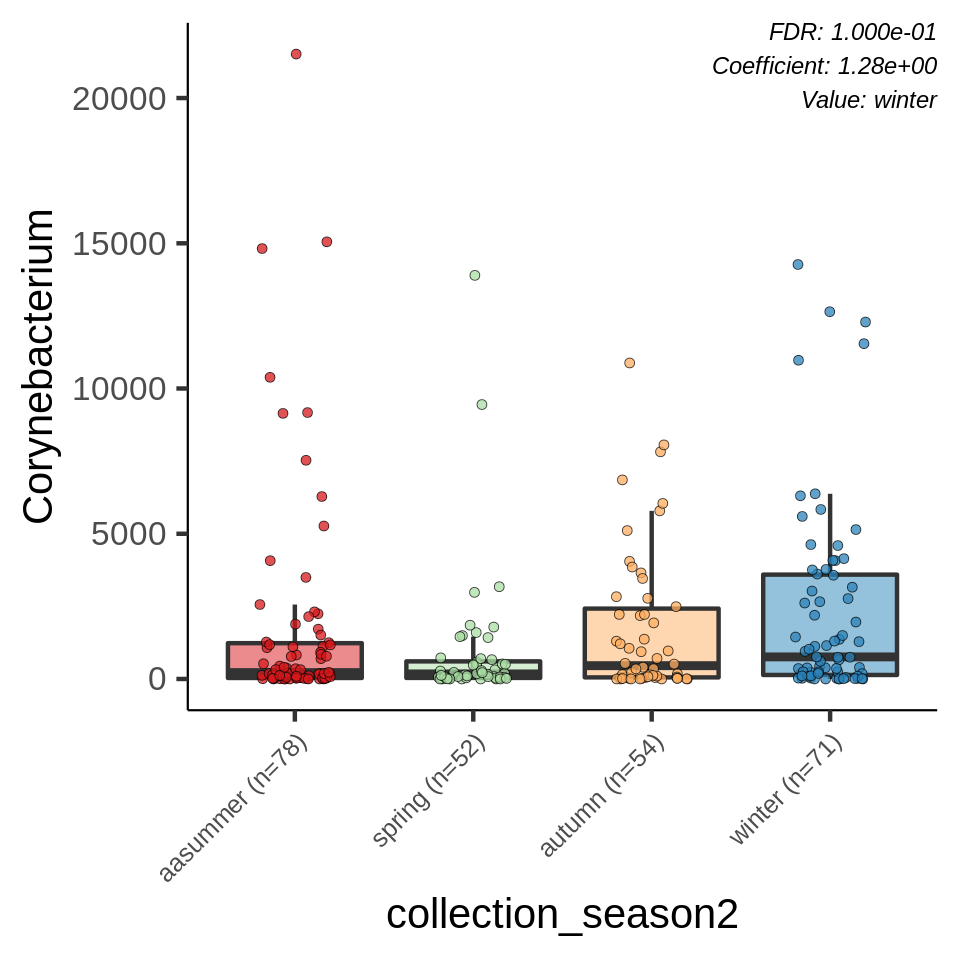 FDR: 1.000e-01
Coefficient: 1.28e+00
Value: winter
Corynebacterium
20000
15000
10000
5000
0
aasummer (n=78)
spring (n=52)
autumn (n=54)
winter (n=71)
collection_season2